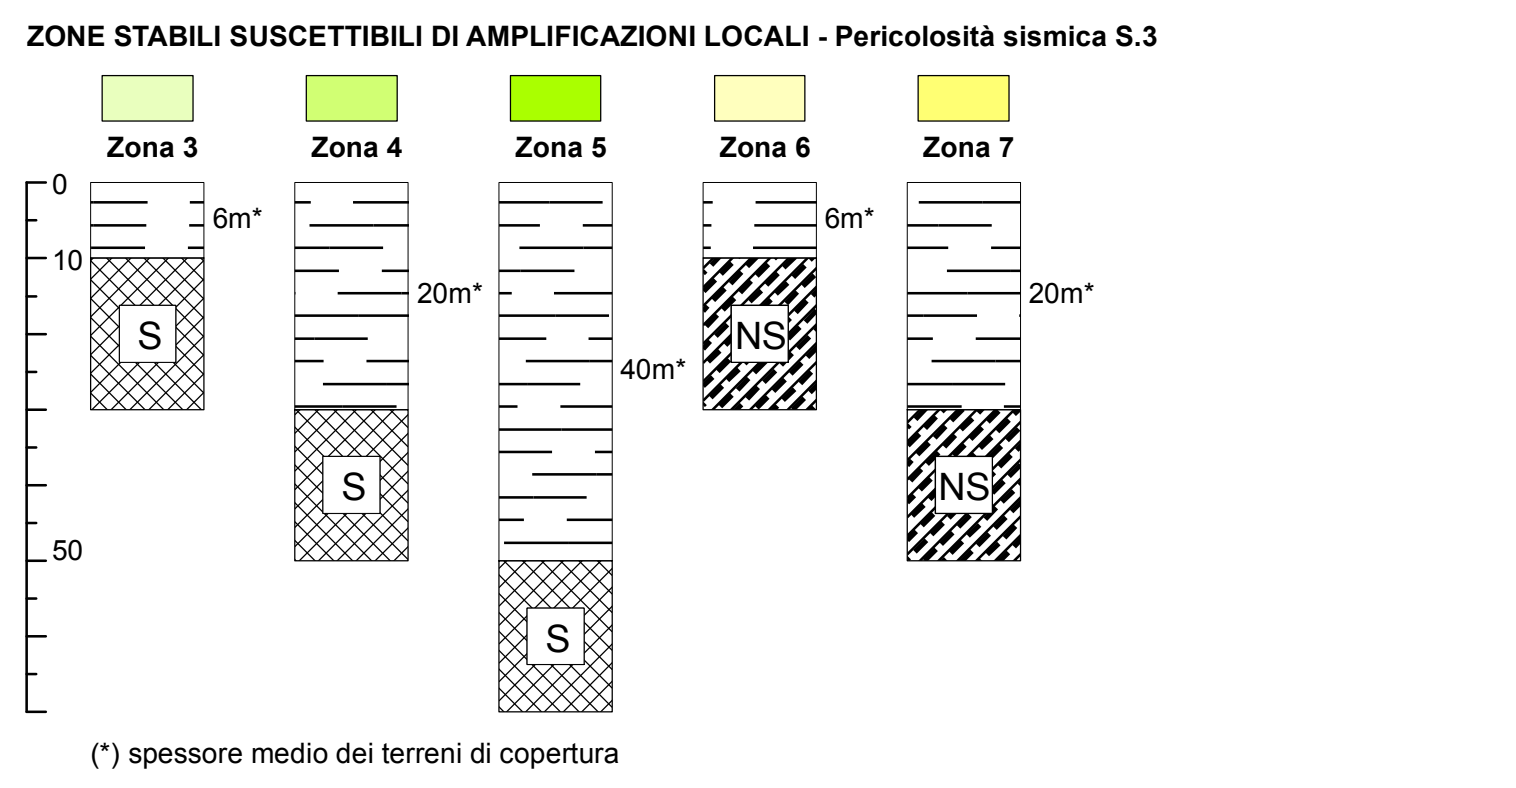 ZONE STABILI SUSCETTIBILI DI AMPLIFICAZIONI LOCALI - Pericolosità sismica S.3
Zona 3 Zona 4 Zona 5 Zona 6 Zona 7
0
6m* 6m*
10
20m* 20m*
S NS
40m*
S NS
50
S
(*) spessore medio dei terreni di copertura